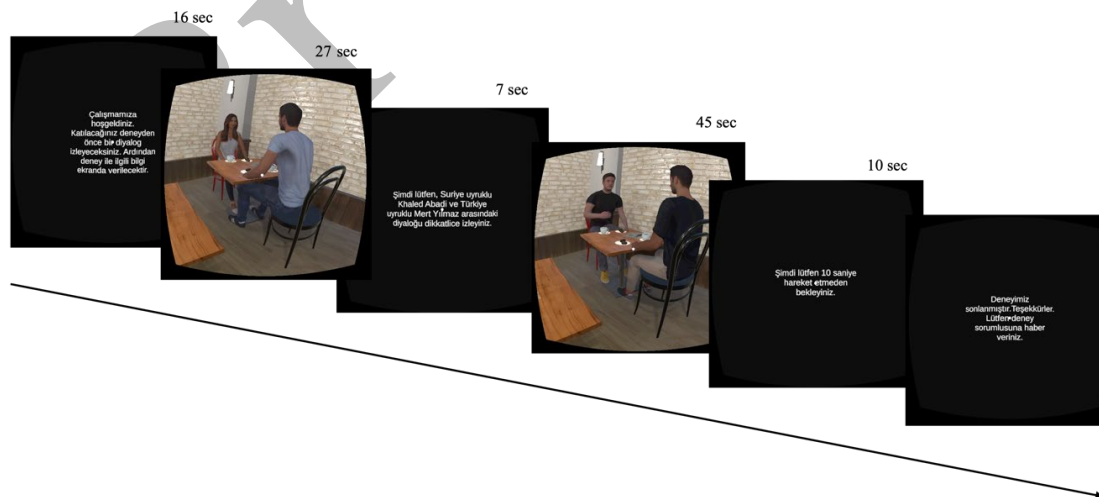 16 sec
Çalışmamıza
hoşgeldiniz.
Katılacağınız deneyden
önce bir diyalog
izleyeceksiniz. Ardından
deney ile ilgili bilgi
ekranda verilecektir.
27 sec
7 sec
Şimdi lütfen, Suriye uyruklu
Khaled Abadi ve Türkiye
uyruklu Mert Yılmaz arasındaki
diyaloğu dikkatlice izleyiniz.
45 sec
10 sec
Şimdi lütfen 10 saniye
hareket etmeden
bekleyiniz.
Deneyimiz
sonlanmıştır.Teşekkürler.
Lütfen deney
sorumlusuna haber
veriniz.